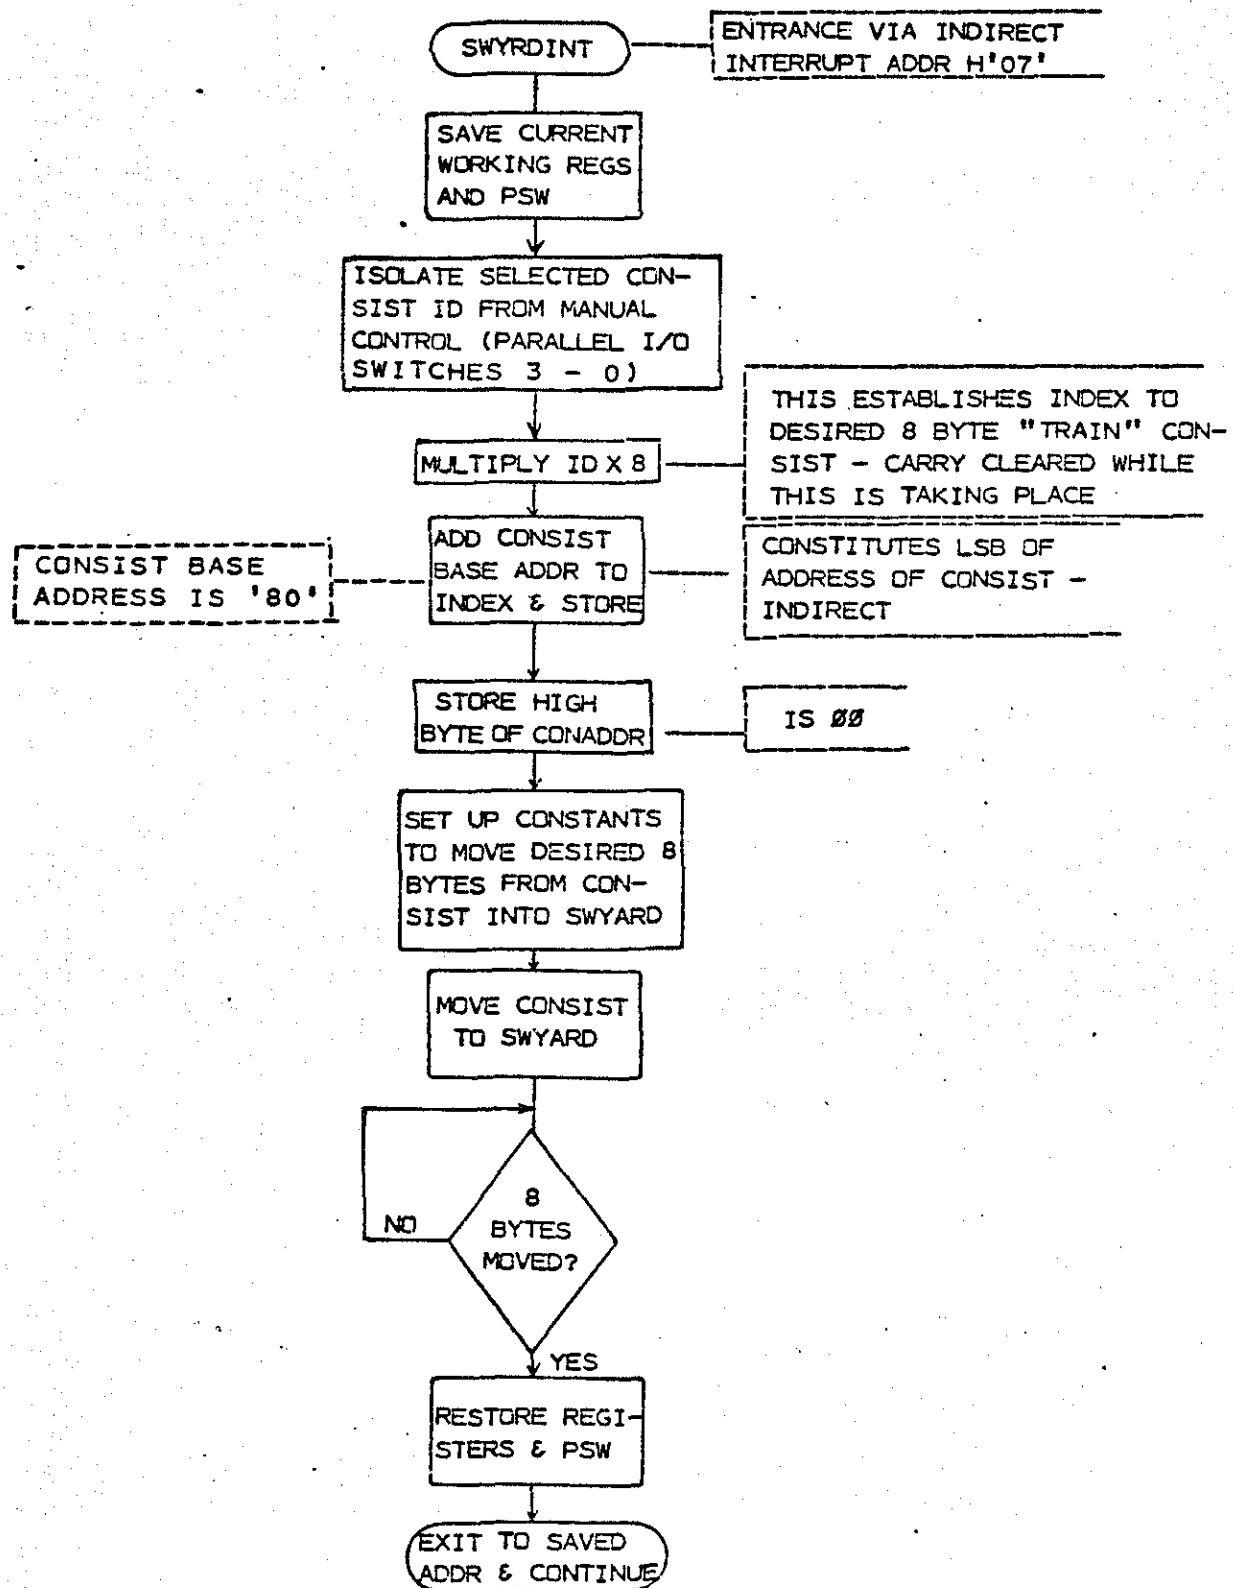 SWYRDINT
ENTRANCE VIA INDIRECT
INTERRUPT ADDR H'07'
SAVE CURRENT
WORKING REGS
AND PSW
ISOLATE SELECTED CON-
SIST ID FROM MANUAL
CONTROL (PARALLEL I/O
SWITCHES 3 - 0)
MULTIPLY ID X 8
THIS ESTABLISHES INDEX TO
DESIRED 8 BYTE "TRAIN" CON-
SIST - CARRY CLEARED WHILE
THIS IS TAKING PLACE
ADD CONSIST
BASE ADDR TO
INDEX & STORE
CONSIST BASE
ADDRESS IS '80'
CONSTITUTES LSB OF
ADDRESS OF CONSIST -
INDIRECT
STORE HIGH
BYTE OF CONADDR
IS ØØ
SET UP CONSTANTS
TO MOVE DESIRED 8
BYTES FROM CON-
SIST INTO SWYARD
MOVE CONSIST
TO SWYARD
8
BYTES
MOVED?
NO
YES
RESTORE REGI-
STERS & PSW
EXIT TO SAVED
ADDR & CONTINUE